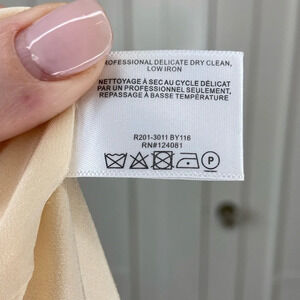 PROFESSIONAL DELICATE DRY CLEAN,
LOW IRON
NETTOYAGE À SEC AU CYCLE DÉLICAT
PAR UN PROFESSIONNEL SEULEMENT,
REPASSAGE À BASSE TEMPÉRATURE
R201-3011 BY116
RN#124081
P